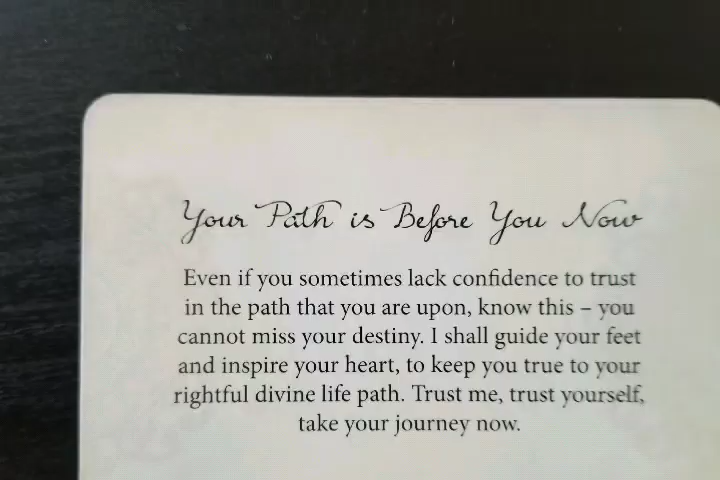 Your Path is Before You Now
Even if you sometimes lack confidence to trust
in the path that you are upon, know this – you
cannot miss your destiny. I shall guide your feet
and inspire your heart, to keep you true to your
rightful divine life path. Trust me, trust yourself,
take your journey now.